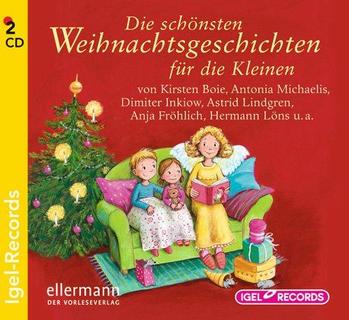 2
CD
Igel-Records
Die schönsten
Weihnachtsgeschichten
für die Kleinen
von Kirsten Boie, Antonia Michaelis,
Dimiter Inkiow, Astrid Lindgren,
Anja Fröhlich, Hermann Löns u. a.
ellermann
DER VORLESEVERLAG
IGEL RECORDS